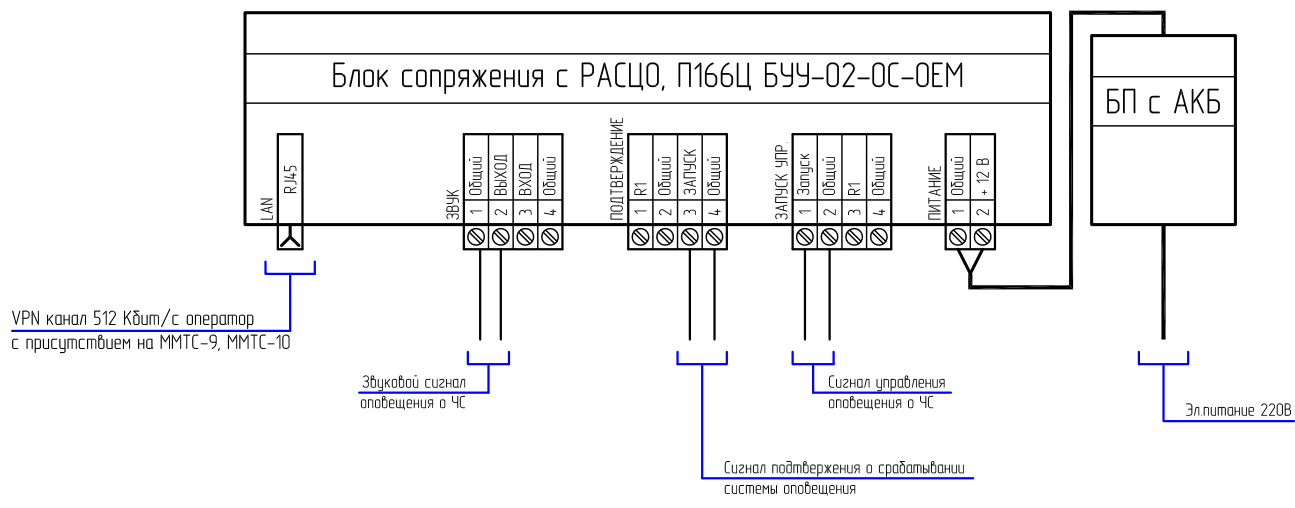 Блок сопряжения с РАСЦО, П166Ц БУУ-02-ОС-ОЕМ
БП с АКБ
LAN
RJ45
ЗВУК
1 Общий
2 ВЫХОД
3 ВХОД
4 Общий
ПОДТВЕРЖДЕНИЕ
1 R1
2 Общий
3 ЗАПУСК
4 Общий
ЗАПУСК УПР.
1 Запуск
2 Общий
3 R1
4 Общий
ПИТАНИЕ
1 Общий
2 + 12 В
VPN канал 512 Кбит/с оператор
с присутствием на ММТС-9, ММТС-10
Звуковой сигнал
оповещения о ЧС
Сигнал управления
оповещения о ЧС
Эл.питание 220В
Сигнал подтвержения о срабатывании
системы оповещения